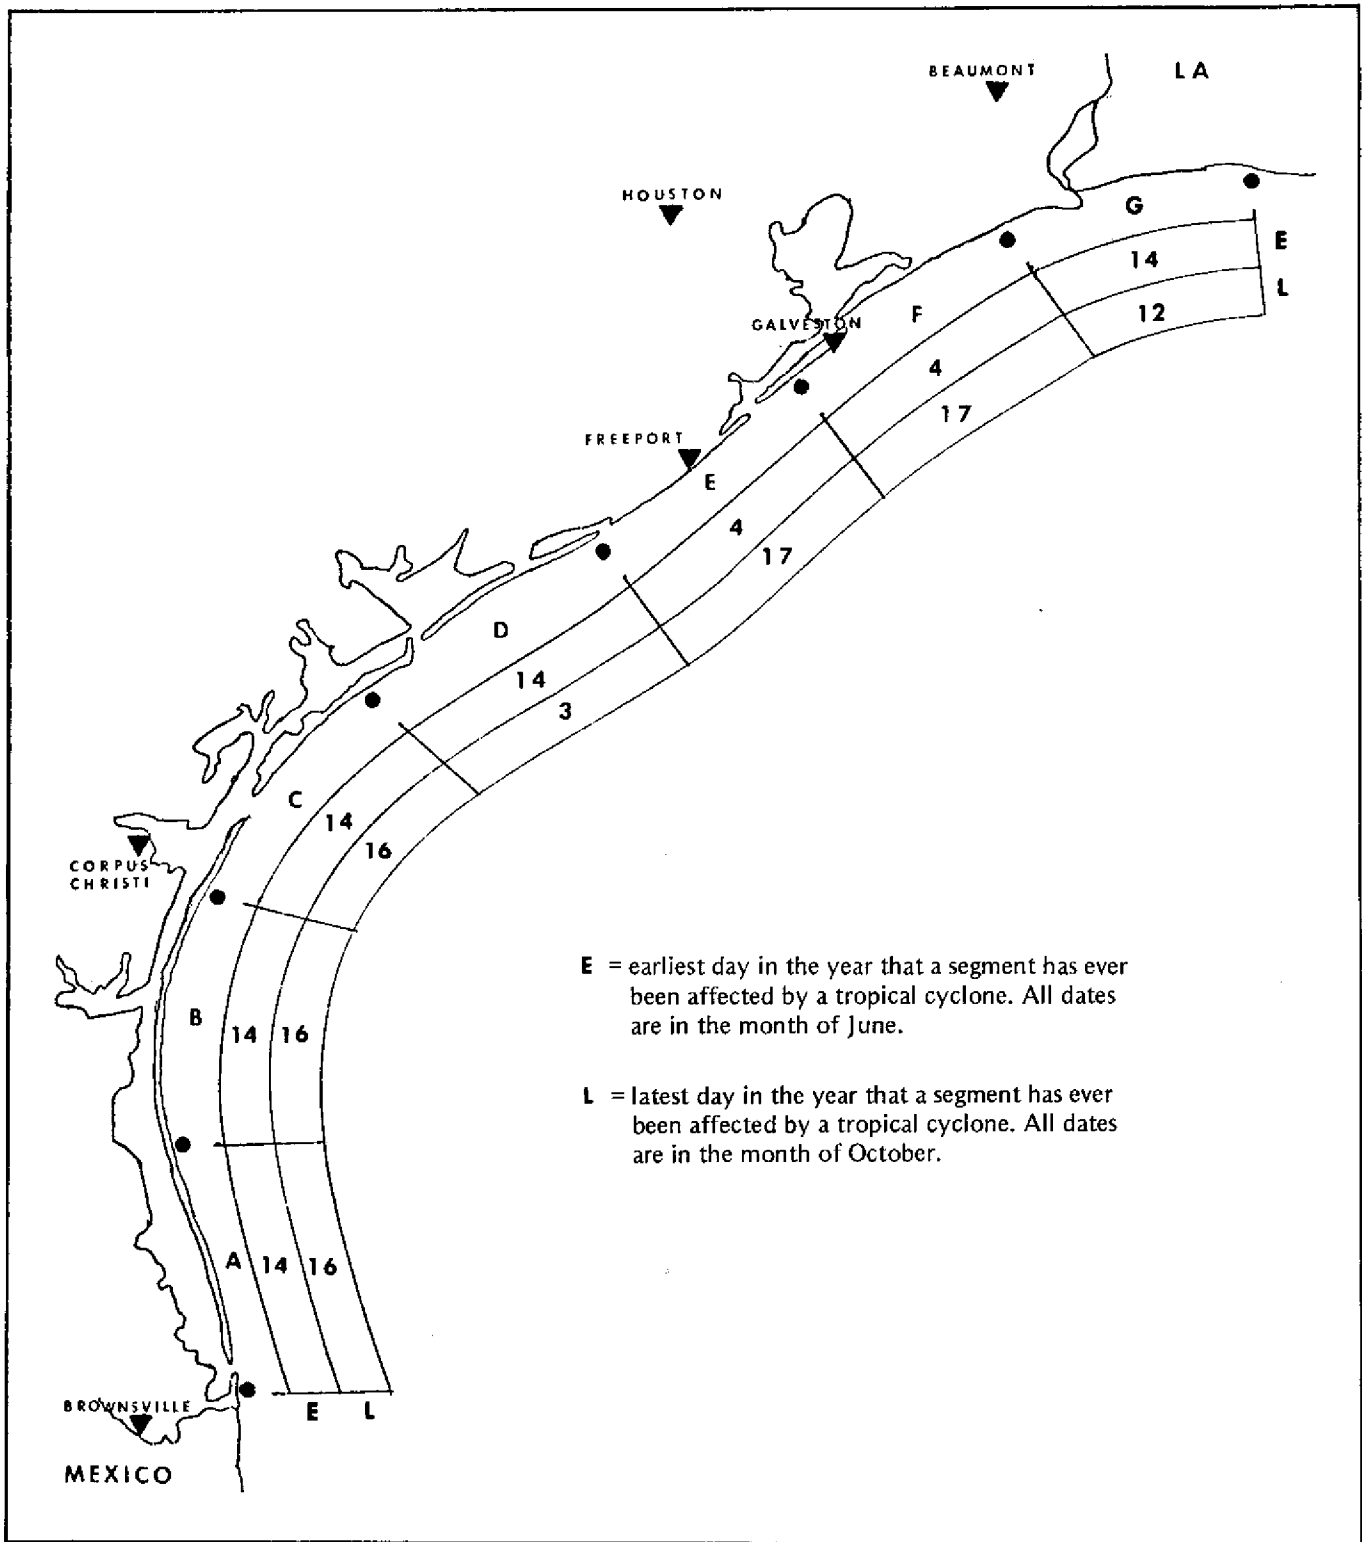 BEAUMONT
LA
HOUSTON
G
E
14
L
12
F
GALVESTON
4
17
FREEPORT
E
4
17
D
14
3
C
14
16
CORPUS
CHRISTI
B
14
16
E = earliest day in the year that a segment has ever
been affected by a tropical cyclone. All dates
are in the month of June.
L = latest day in the year that a segment has ever
been affected by a tropical cyclone. All dates
are in the month of October.
A
14
16
BROWNSVILLE
E
L
MEXICO